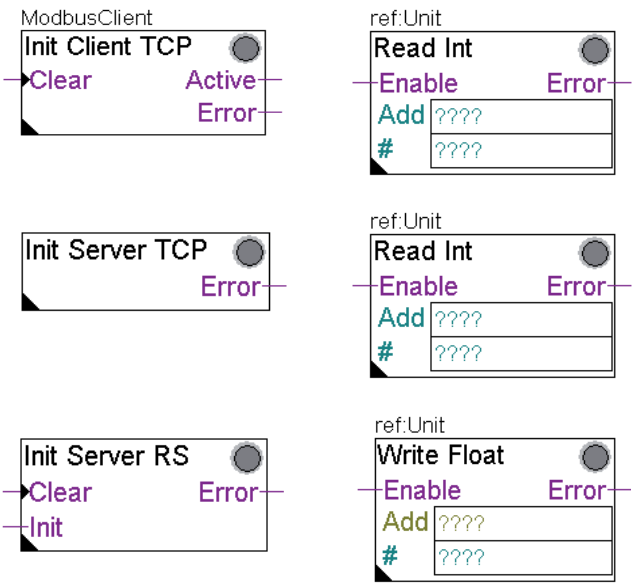 ModbusClient
Init Client TCP
Clear Active
Error
ref:Unit
Read Int
Enable Error
Add ????
# ????
Init Server TCP
Error
ref:Unit
Read Int
Enable Error
Add ????
# ????
Init Server RS
Clear Error
Init
ref:Unit
Write Float
Enable Error
Add ????
# ????